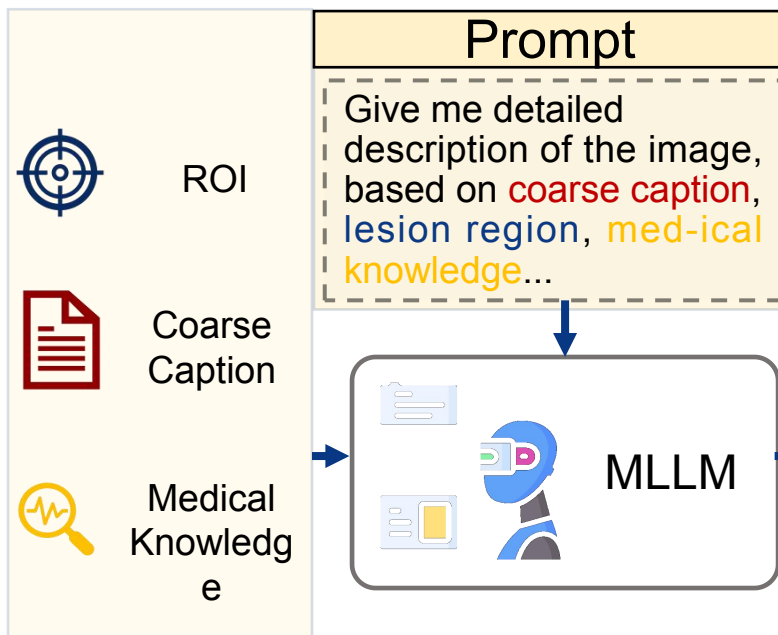 Prompt
Give me detailed
description of the image,
based on coarse caption,
lesion region, med-ical
knowledge...
ROI
Coarse
Caption
Medical
Knowledg
e
MLLM